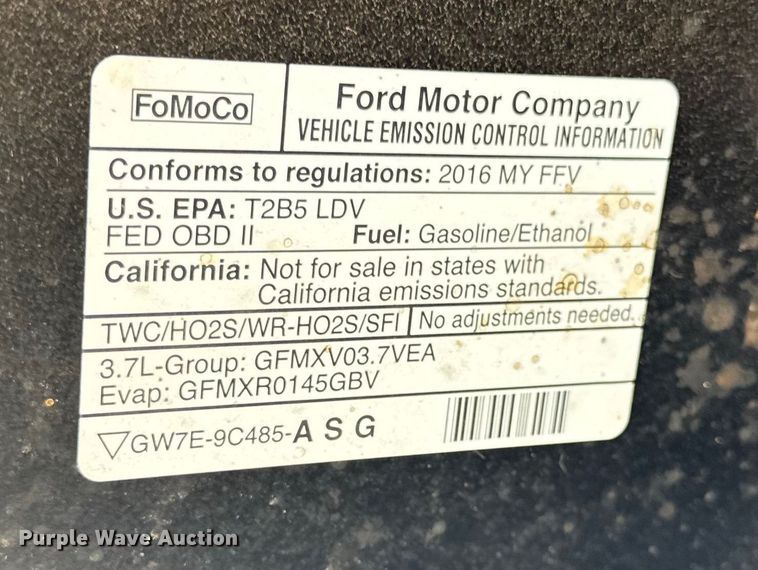 FoMoCo
Ford Motor Company
VEHICLE EMISSION CONTROL INFORMATION
Conforms to regulations: 2016 MY FFV
U.S. EPA: T2B5 LDV
FED OBD II Fuel: Gasoline/Ethanol
California: Not for sale in states with
California emissions standards.
TWC/HO2S/WR-HO2S/SFI No adjustments needed.
3.7L-Group: GFMXV03.7VEA
Evap: GFMXR0145GBV
GW7E-9C485-A S G
Purple Wave Auction